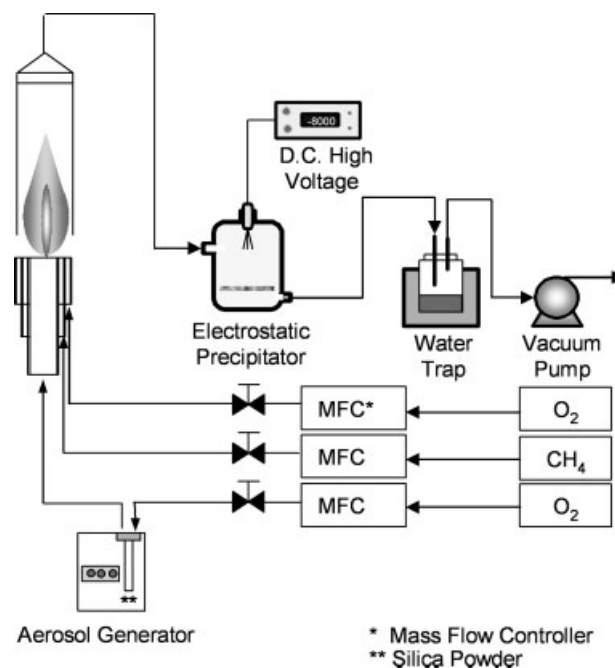 -8000
D.C. High
Voltage
Electrostatic
Precipitator
Water
Trap
Vacuum
Pump
MFC*
O₂
MFC
CH₄
MFC
O₂
**
Aerosol Generator
* Mass Flow Controller
** Silica Powder